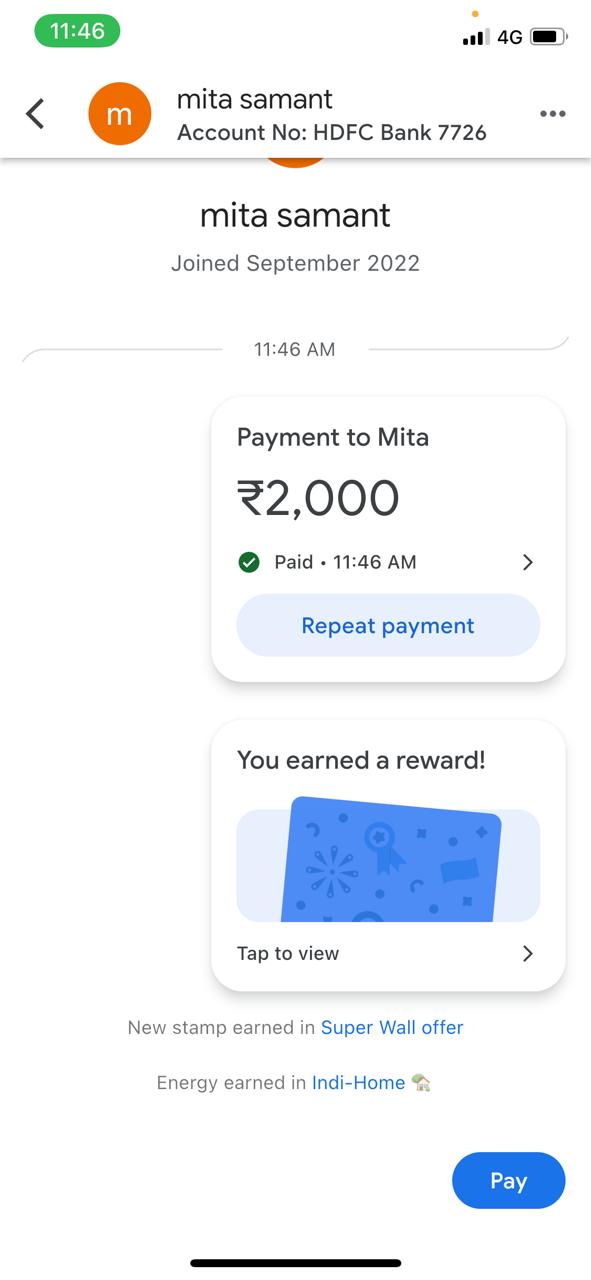 11:46
4G
m
mita samant
Account No: HDFC Bank 7726
mita samant
Joined September 2022
11:46 AM
Payment to Mita
₹2,000
Paid • 11:46 AM
Repeat payment
You earned a reward!
Tap to view
New stamp earned in Super Wall offer
Energy earned in Indi-Home 🏡
Pay